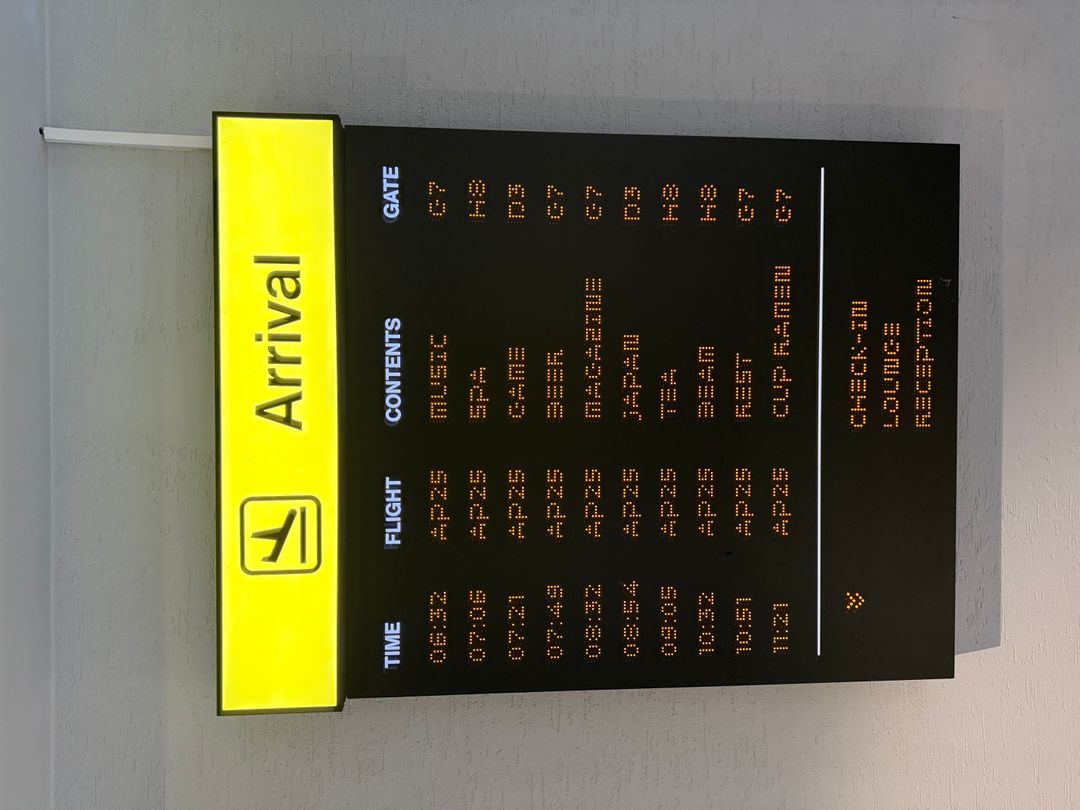 Arrival
TIME FLIGHT CONTENTS GATE
06:32 AP25 MUSIC G7
07:06 AP25 SPA H8
07:21 AP25 GAME D3
07:49 AP25 BEER G7
08:32 AP25 MAGAZINE G7
08:54 AP25 JAPAN D3
09:05 AP25 TEA H8
10:32 AP25 BEAM H8
10:51 AP25 REST G7
11:21 AP25 CUP RAMEN G7
CHECK-IN
LOUNGE
RECEPTION